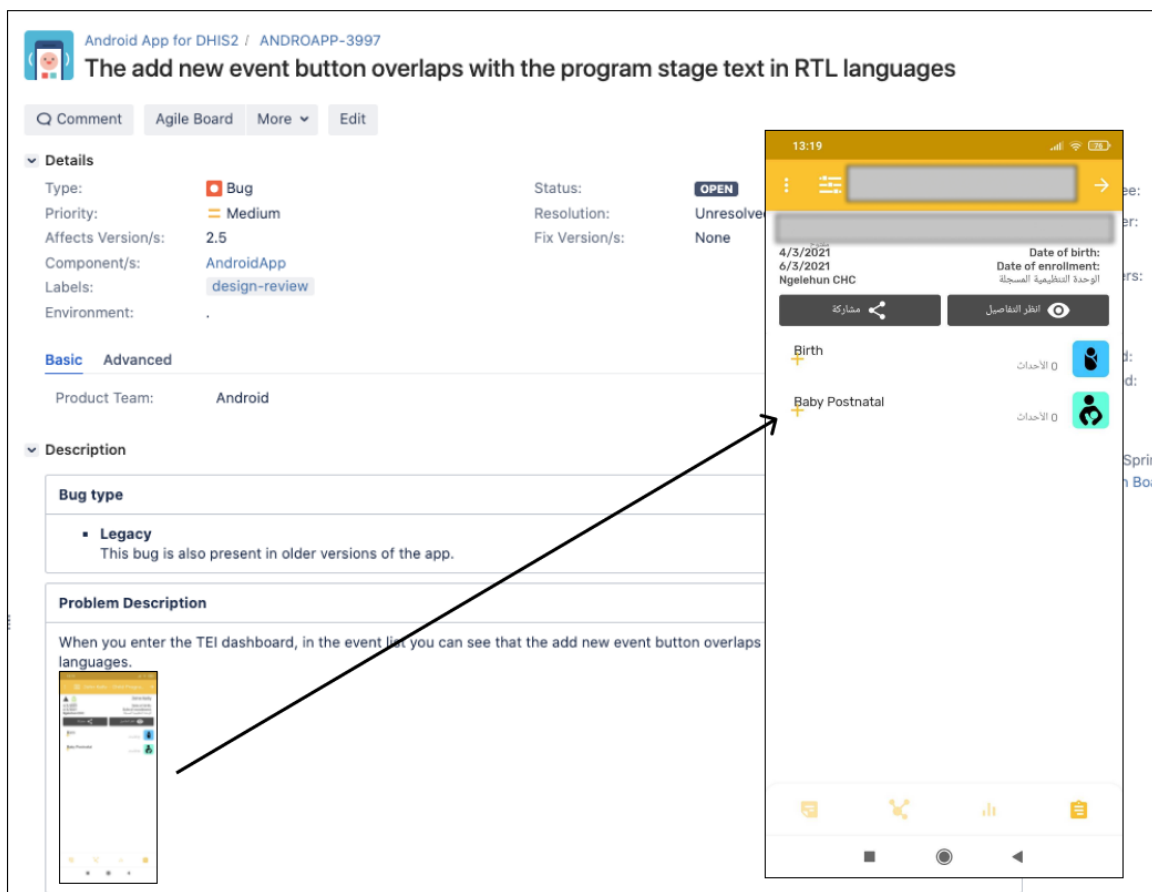 Android App for DHIS2 / ANDROAPP-3997
The add new event button overlaps with the program stage text in RTL languages
Comment Agile Board More Edit
Details
Type: Bug
Priority: Medium
Affects Version/s: 2.5
Component/s: AndroidApp
Labels: design-review
Environment: .
Status: OPEN
Resolution: Unresolved
Fix Version/s: None
Basic Advanced
Product Team: Android
Description
Bug type
Legacy
This bug is also present in older versions of the app.
Problem Description
When you enter the TEI dashboard, in the event list you can see that the add new event button overlaps
languages.
13:19 76
4/3/2021 Date of birth:
6/3/2021 Date of enrollment:
Ngelehun CHC الوحدة التنظيمية المسجلة
مشاركة انظر التفاصيل
Birth
0 الأحداث
Baby Postnatal
0 الأحداث